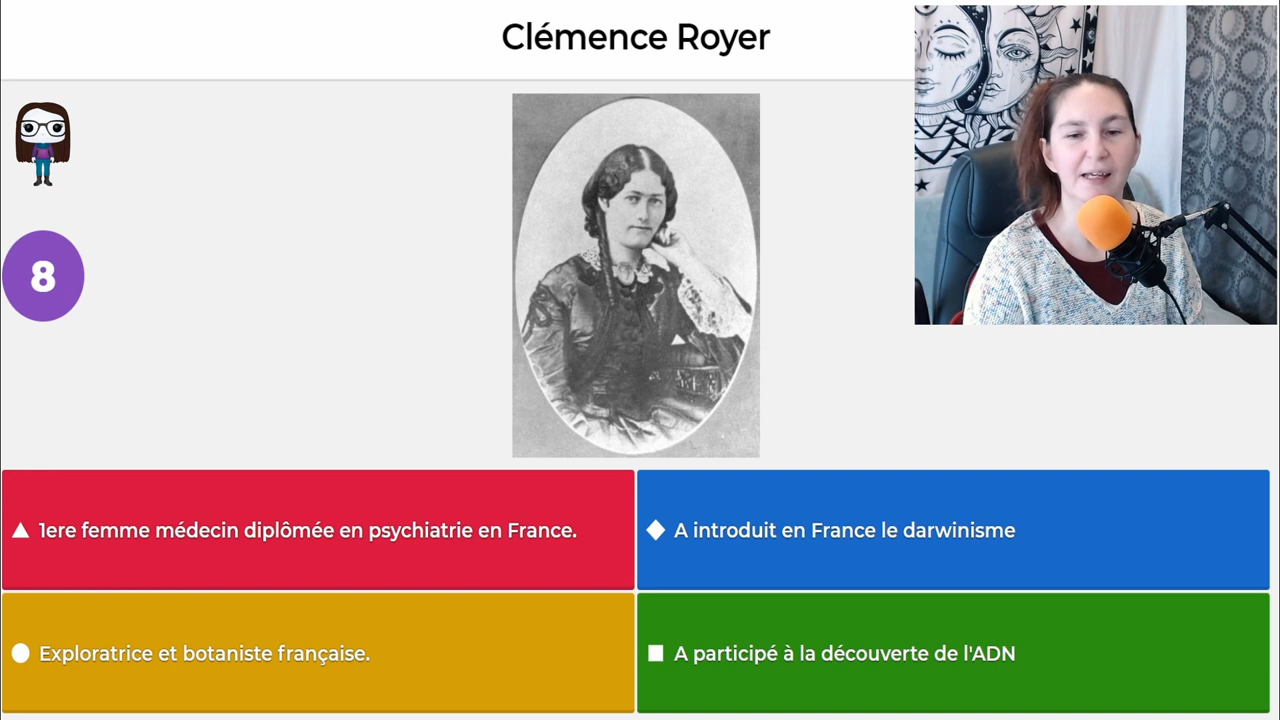 Clémence Royer
8
1ere femme médecin diplômée en psychiatrie en France.
A introduit en France le darwinisme
Exploratrice et botaniste française.
A participé à la découverte de l'ADN